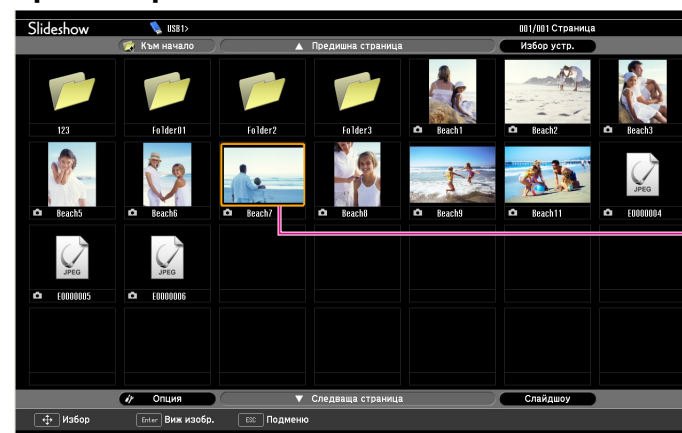 Slideshow USB1> 001/001 Страница
Към начало Предишна страница Избор устр.
123 Folder01 Folder2 Folder3 Beach1 Beach2 Beach3
Beach5 Beach6 Beach7 Beach8 Beach9 Beach11 JPEG E0000004
JPEG JPEG
E0000005 E0000006
Опция Следваща страница Слайдшоу
Избор Enter Виж изобр. ESC Подменю